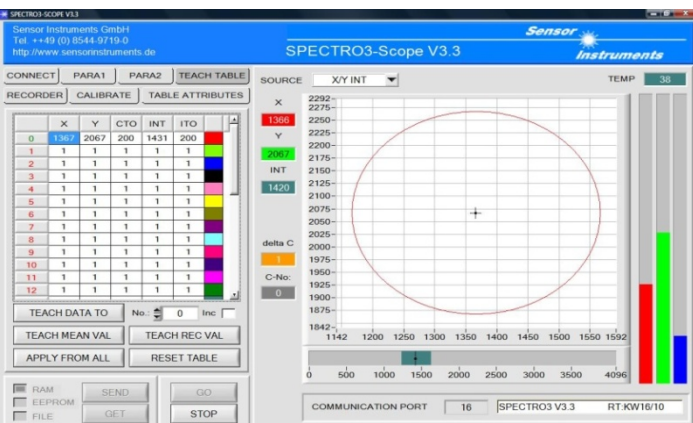 SPECTRO3-SCOPE V3.3
Sensor Instruments GmbH
Tel. ++49 (0) 8544-9719-0
http://www.sensorinstruments.de
SPECTRO3-Scope V3.3
Sensor
Instruments
CONNECT PARA1 PARA2 TEACH TABLE
RECORDER CALIBRATE TABLE ATTRIBUTES
X Y CTO INT ITO
0 1367 2067 200 1431 200
1 1 1 1 1 1
2 1 1 1 1 1
3 1 1 1 1 1
4 1 1 1 1 1
5 1 1 1 1 1
6 1 1 1 1 1
7 1 1 1 1 1
8 1 1 1 1 1
9 1 1 1 1 1
10 1 1 1 1 1
11 1 1 1 1 1
12 1 1 1 1 1
TEACH DATA TO No.: 0 Inc
TEACH MEAN VAL TEACH REC VAL
APPLY FROM ALL RESET TABLE
RAM
EEPROM
FILE
SEND GO
GET STOP
SOURCE X/Y INT TEMP 38
X
1366
Y
2067
INT
1420
delta C
1
C-No:
0
2292
2275
2250
2225
2200
2175
2150
2125
2100
2075
2050
2025
2000
1975
1950
1925
1900
1875
1842
1142 1200 1250 1300 1350 1400 1450 1500 1550 1592
0 500 1000 1500 2000 2500 3000 3500 4096
COMMUNICATION PORT 16 SPECTRO3 V3.3 RT:KW16/10